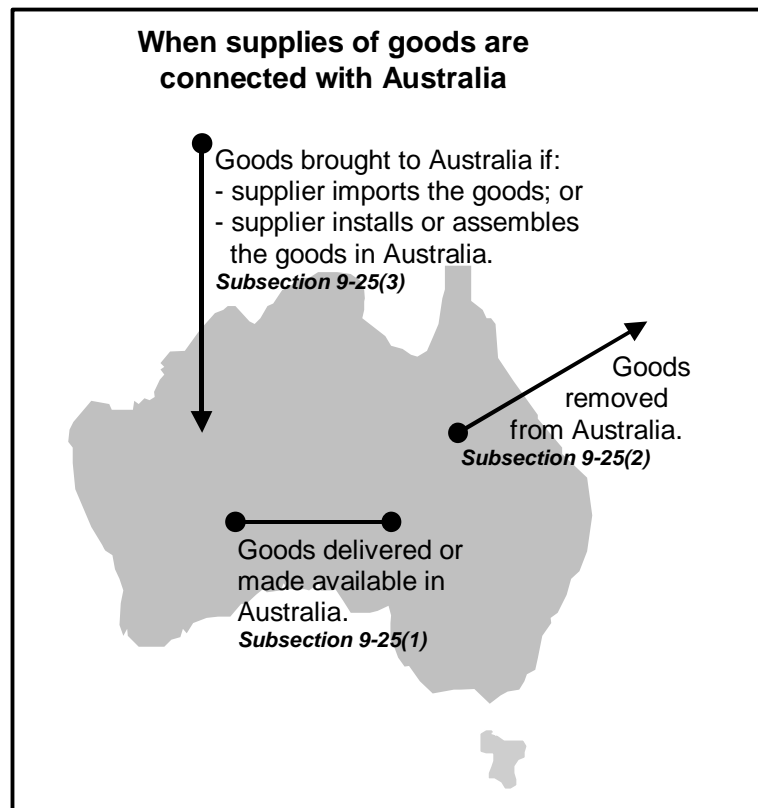 When supplies of goods are
connected with Australia
Goods brought to Australia if:
- supplier imports the goods; or
- supplier installs or assembles
the goods in Australia.
Subsection 9-25(3)
Goods
removed
from Australia.
Subsection 9-25(2)
Goods delivered or
made available in
Australia.
Subsection 9-25(1)